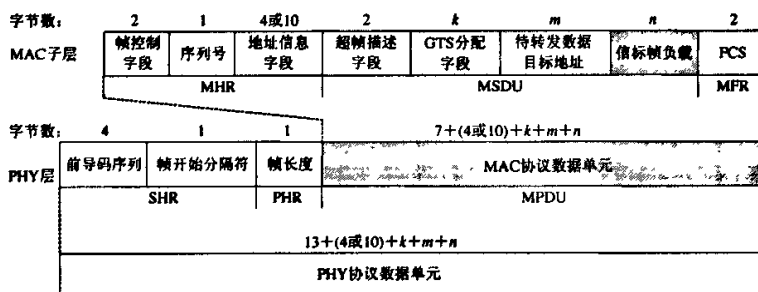 字节数: 2 1 4或10 2 k m n 2
MAC子层 帧控制字段 序列号 地址信息字段 超帧描述字段 GTS分配字段 待转发数据目标地址 信标帧负载 FCS
MHR MSDU MFR
字节数: 4 1 1 7+(4或10)+k+m+n
PHY层 前导码序列 帧开始分隔符 帧长度 MAC协议数据单元
SHR PHR MPDU
13+(4或10)+k+m+n
PHY协议数据单元